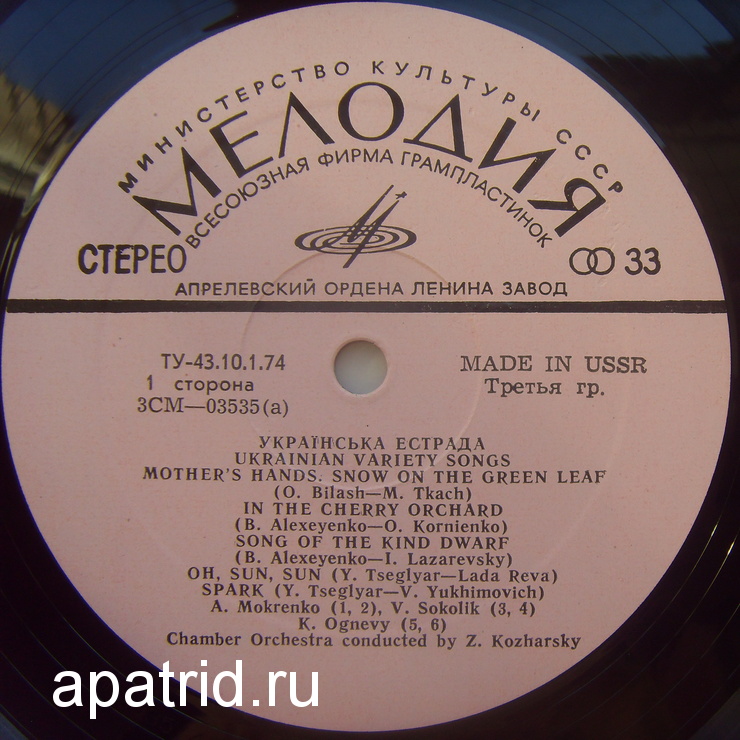 МИНИСТЕРСТВО КУЛЬТУРЫ СССР
МЕЛОДИЯ
ВСЕСОЮЗНАЯ ФИРМА ГРАМПЛАСТИНОК
СТЕРЕО 33
АПРЕЛЕВСКИЙ ОРДЕНА ЛЕНИНА ЗАВОД
ТУ-43.10.1.74
1 сторона
3СМ—03535(а)
MADE IN USSR
Третья гр.
УКРАЇНСЬКА ЕСТРАДА
UKRAINIAN VARIETY SONGS
MOTHER'S HANDS. SNOW ON THE GREEN LEAF
(O. Bilash—M. Tkach)
IN THE CHERRY ORCHARD
(B. Alexeyenko—O. Kornienko)
SONG OF THE KIND DWARF
(B. Alexeyenko—I. Lazarevsky)
OH, SUN, SUN (Y. Tseglyar—Lada Reva)
SPARK (Y. Tseglyar—V. Yukhimovich)
A. Mokrenko (1, 2), V. Sokolik (3, 4)
K. Ognevy (5, 6)
Chamber Orchestra conducted by Z. Kozharsky
apatrid.ru